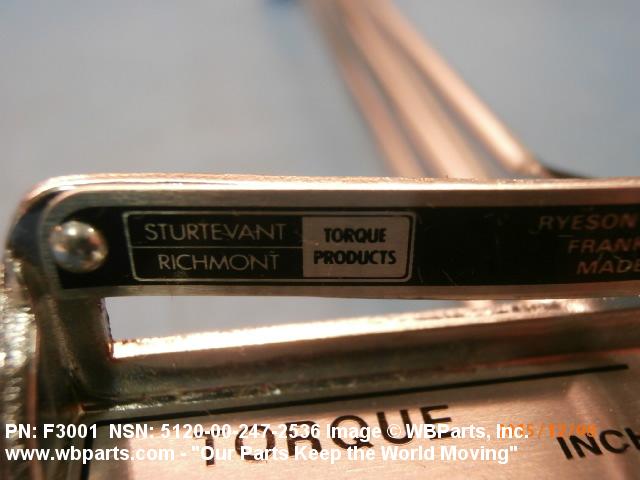 STURTEVANT
RICHMONT
TORQUE
PRODUCTS
RYESON
FRANK
MADE
TORQUE
INCH
PN: F3001 NSN: 5120-00-247-2536 Image © WBParts, Inc.
www.wbparts.com - "Our Parts Keep the World Moving"